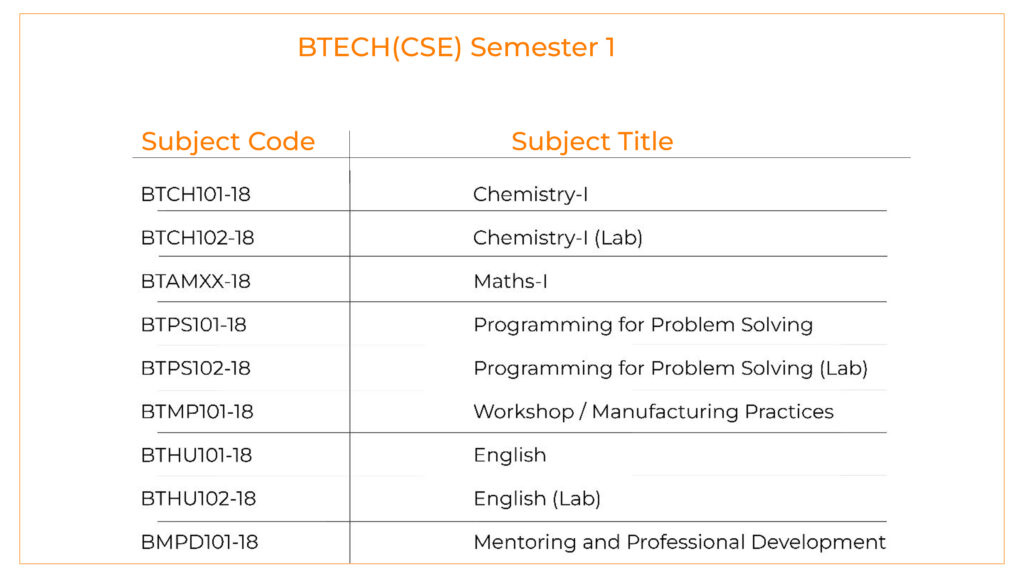 BTECH(CSE) Semester 1
Subject Code Subject Title
BTCH101-18 Chemistry-I
BTCH102-18 Chemistry-I (Lab)
BTAMXX-18 Maths-I
BTPS101-18 Programming for Problem Solving
BTPS102-18 Programming for Problem Solving (Lab)
BTMP101-18 Workshop / Manufacturing Practices
BTHU101-18 English
BTHU102-18 English (Lab)
BMPD101-18 Mentoring and Professional Development